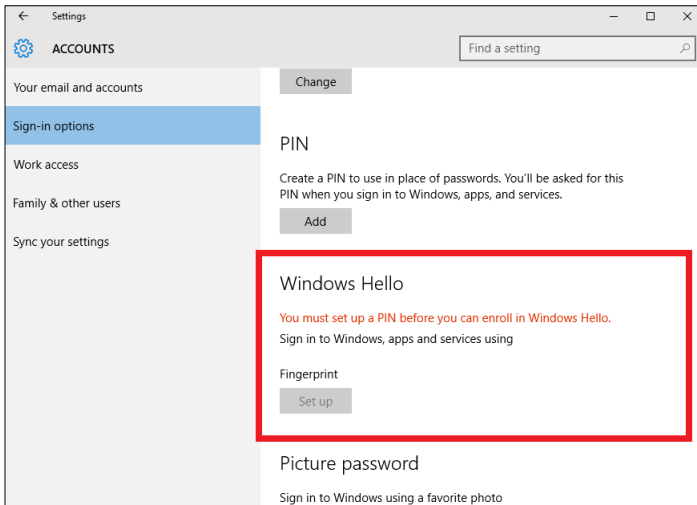 Settings
ACCOUNTS
Find a setting
Your email and accounts
Sign-in options
Work access
Family & other users
Sync your settings
Change
PIN
Create a PIN to use in place of passwords. You'll be asked for this
PIN when you sign in to Windows, apps, and services.
Add
Windows Hello
You must set up a PIN before you can enroll in Windows Hello.
Sign in to Windows, apps and services using
Fingerprint
Set up
Picture password
Sign in to Windows using a favorite photo